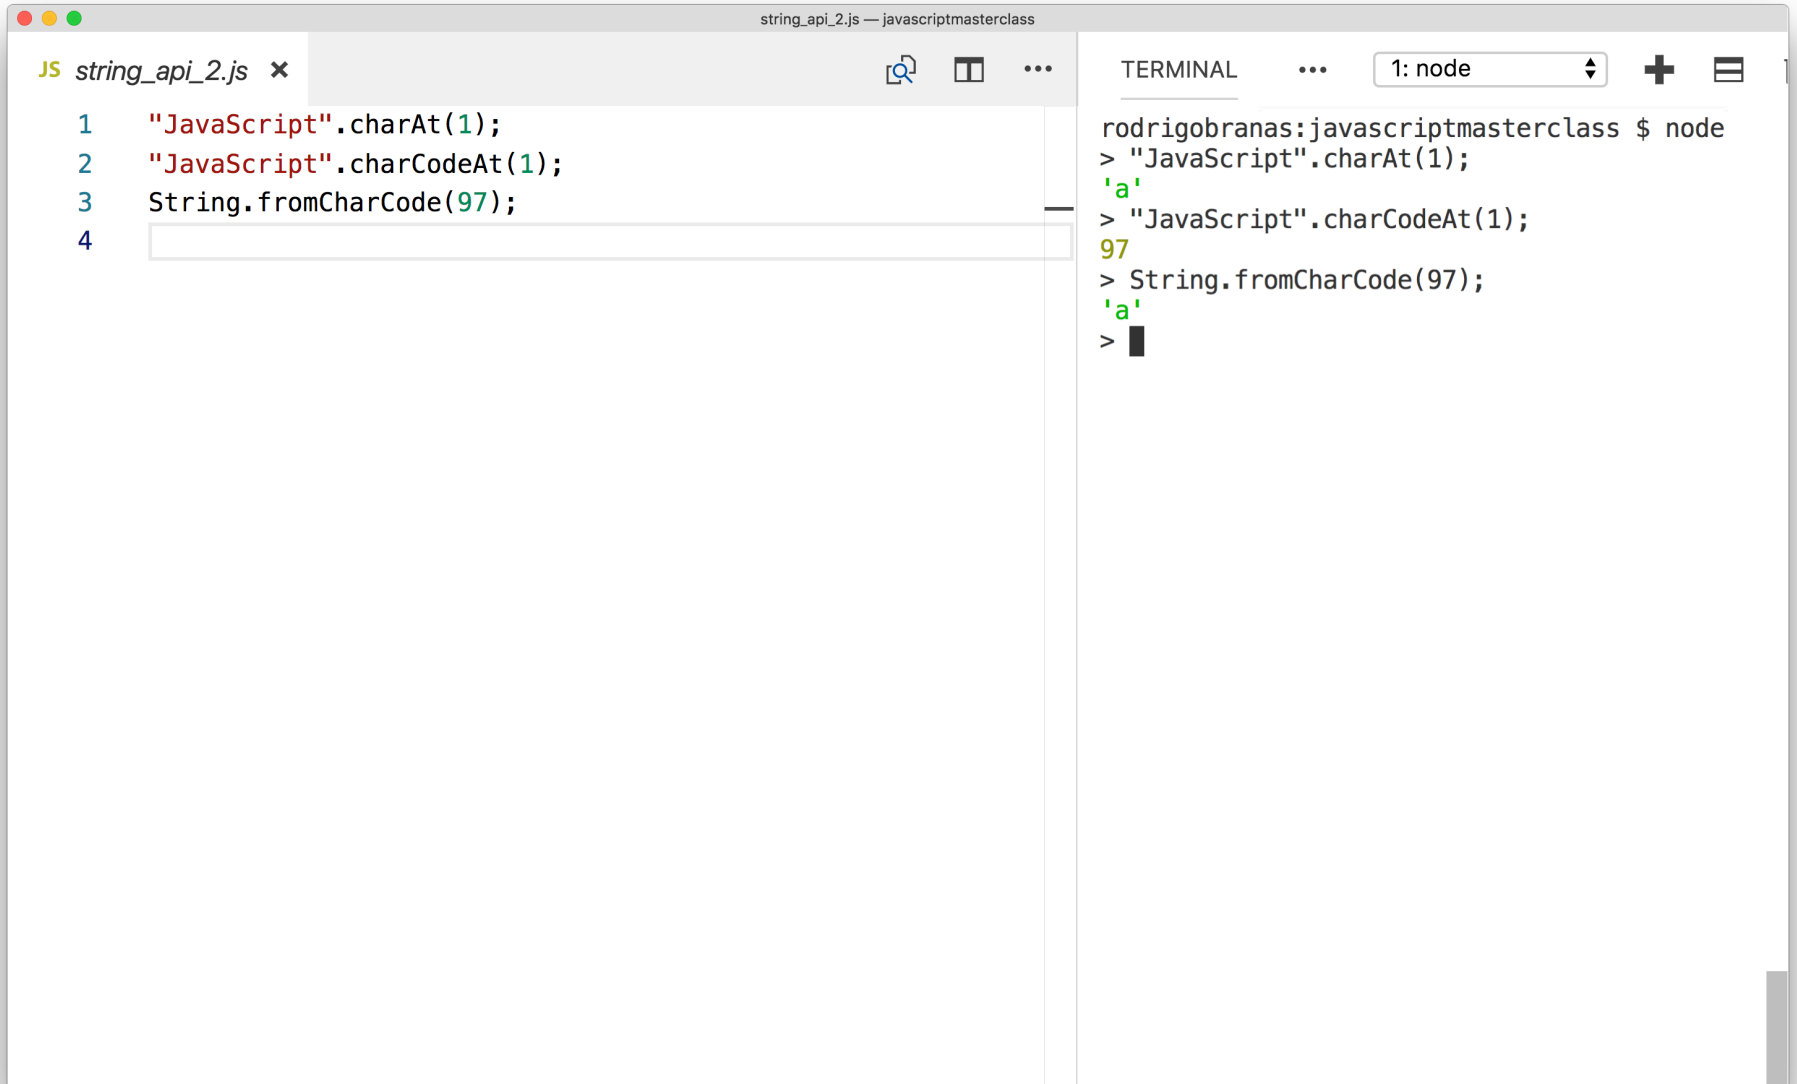 string_api_2.js — javascriptmasterclass
JS string_api_2.js
1 "JavaScript".charAt(1);
2 "JavaScript".charCodeAt(1);
3 String.fromCharCode(97);
4
TERMINAL
1: node
rodrigobranas:javascriptmasterclass $ node
> "JavaScript".charAt(1);
'a'
> "JavaScript".charCodeAt(1);
97
> String.fromCharCode(97);
'a'
>